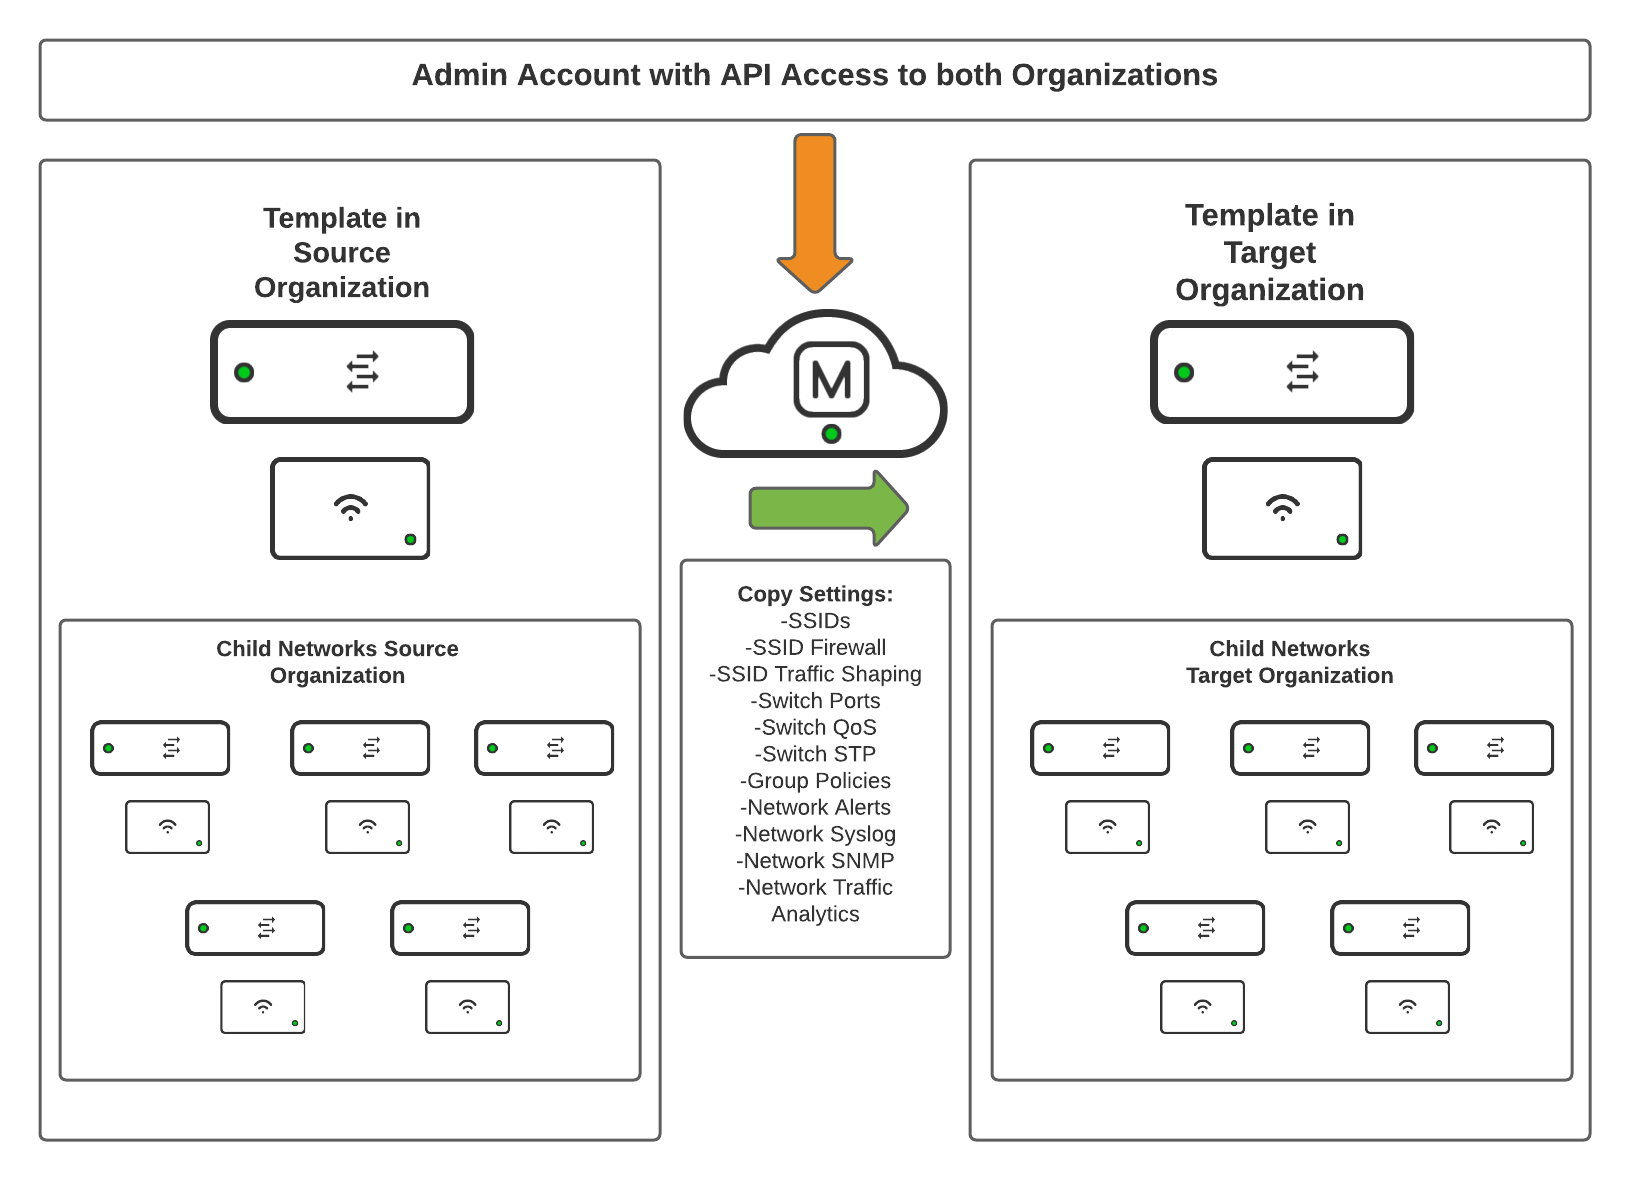 Admin Account with API Access to both Organizations
Template in
Source
Organization
M
Template in
Target
Organization
Copy Settings:
-SSIDs
-SSID Firewall
-SSID Traffic Shaping
-Switch Ports
-Switch QoS
-Switch STP
-Group Policies
-Network Alerts
-Network Syslog
-Network SNMP
-Network Traffic
Analytics
Child Networks Source
Organization
Child Networks
Target Organization